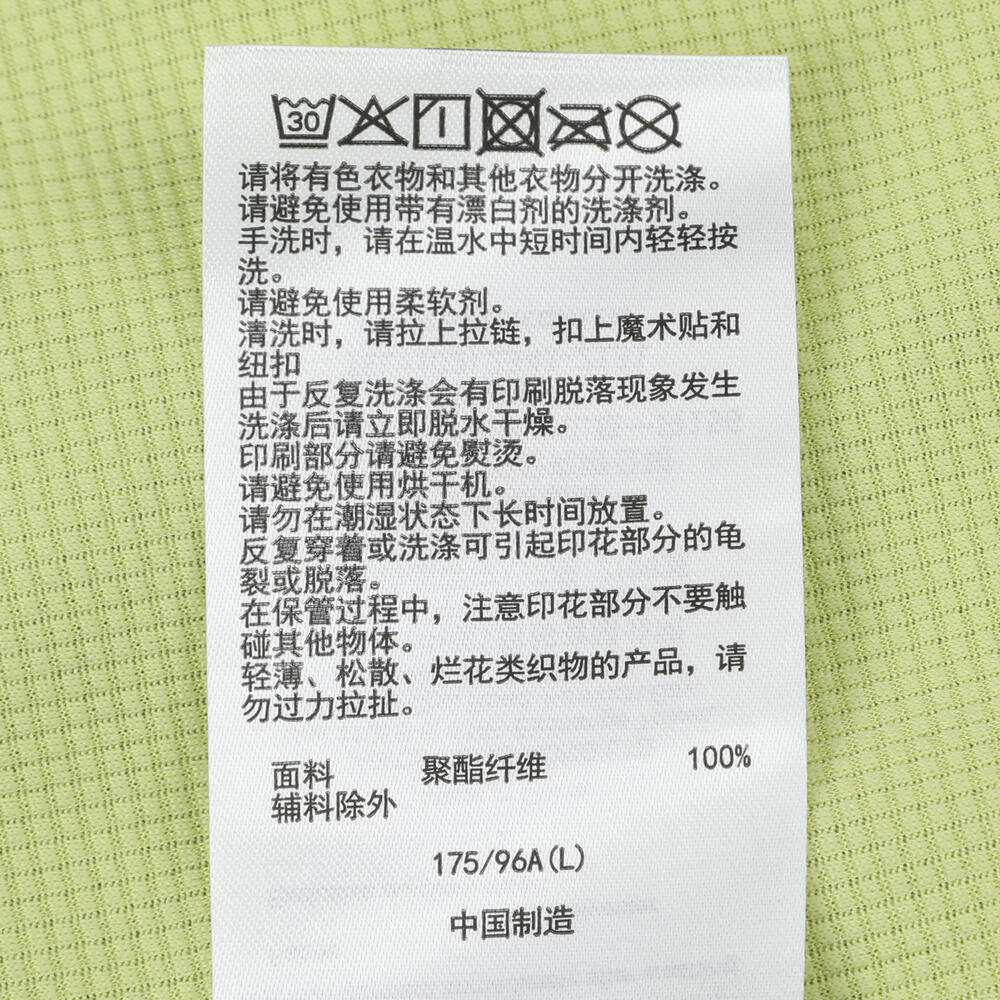 30
请将有色衣物和其他衣物分开洗涤。
请避免使用带有漂白剂的洗涤剂。
手洗时，请在温水中短时间内轻轻按
洗。
请避免使用柔软剂。
清洗时，请拉上拉链，扣上魔术贴和
纽扣
由于反复洗涤会有印刷脱落现象发生
洗涤后请立即脱水干燥。
印刷部分请避免熨烫。
请避免使用烘干机。
请勿在潮湿状态下长时间放置。
反复穿着或洗涤可引起印花部分的龟
裂或脱落。
在保管过程中，注意印花部分不要触
碰其他物体。
轻薄、松散、烂花类织物的产品，请
勿过力拉扯。
面料 聚酯纤维 100%
辅料除外
175/96A(L)
中国制造